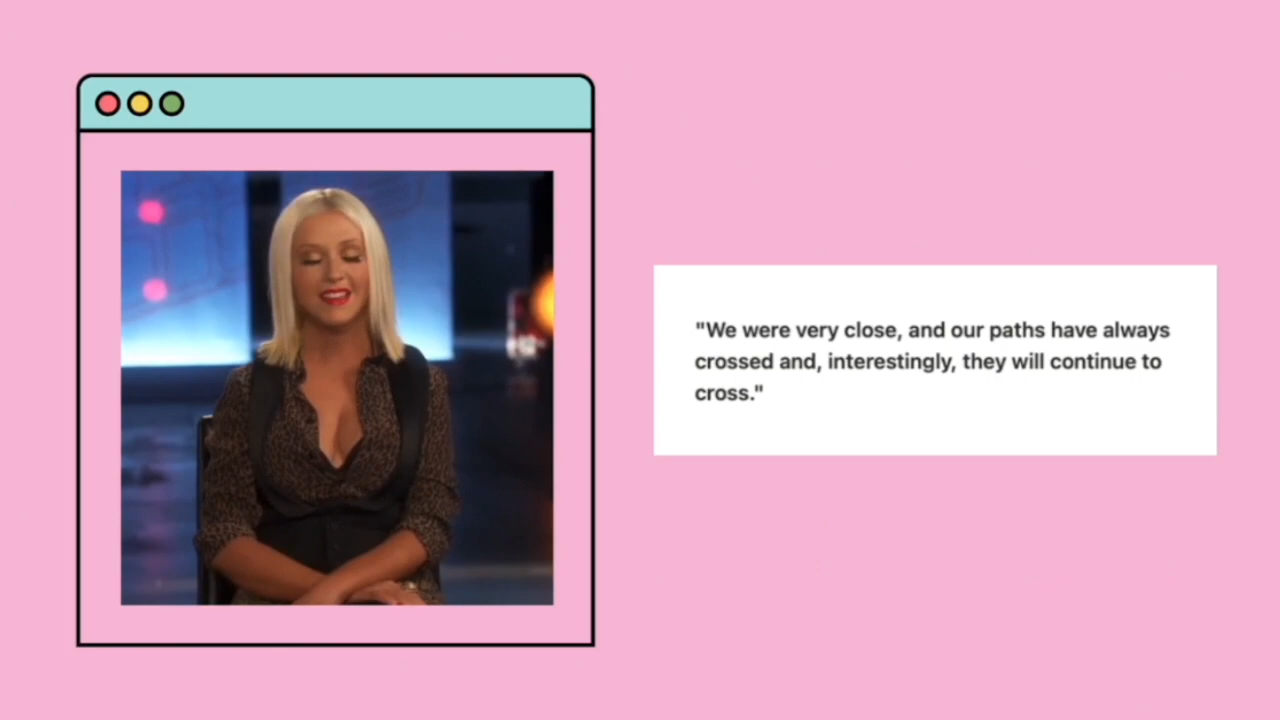 "We were very close, and our paths have always
crossed and, interestingly, they will continue to
cross."